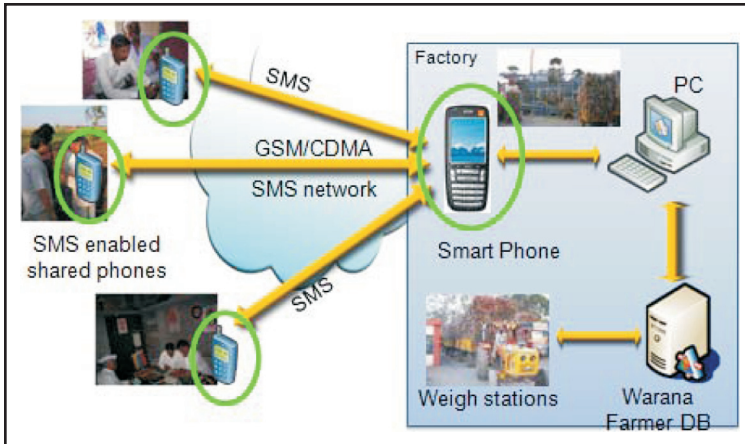 SMS
Factory
PC
GSM/CDMA
SMS network
SMS enabled
shared phones
Smart Phone
SMS
Weigh stations
Warana
Farmer DB